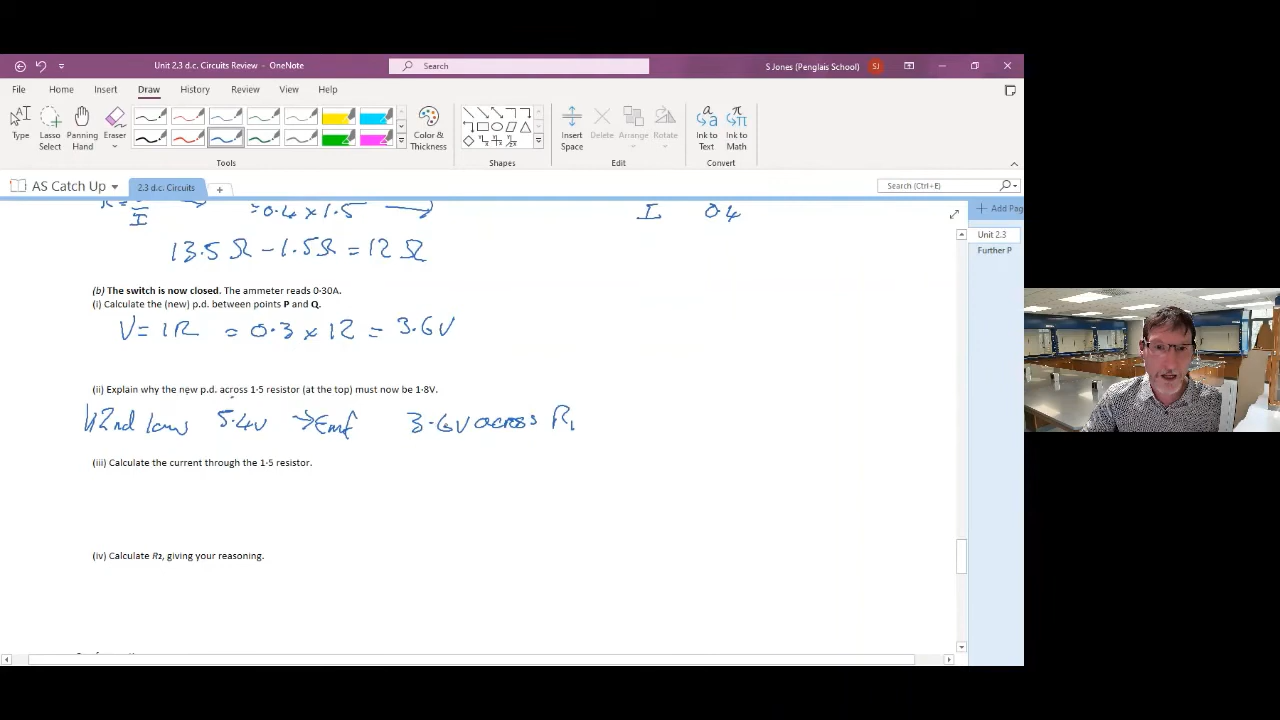 Unit 2.3 d.c. Circuits Review - OneNote
Search
S Jones (Penglais School)
SJ
File Home Insert Draw History Review View Help
Type
Lasso Select
Panning Hand
Eraser
Color & Thickness
Insert Space
Delete
Arrange
Rotate
Ink to Text
Ink to Math
Tools
Shapes
Edit
Convert
AS Catch Up
2.3 d.c. Circuits
Search (Ctrl+E)
Add Pag
Unit 2.3
Further P
I
= 0.4 × 1.5
I 0.4
13.5 Ω - 1.5 Ω = 12 Ω
(b) The switch is now closed. The ammeter reads 0·30A.
(i) Calculate the (new) p.d. between points P and Q.
V = IR = 0.3 × 12 = 3.6V
(ii) Explain why the new p.d. across 1·5 resistor (at the top) must now be 1·8V.
2nd law 5.4V → Emf 3.6V across R1
(iii) Calculate the current through the 1·5 resistor.
(iv) Calculate R2, giving your reasoning.